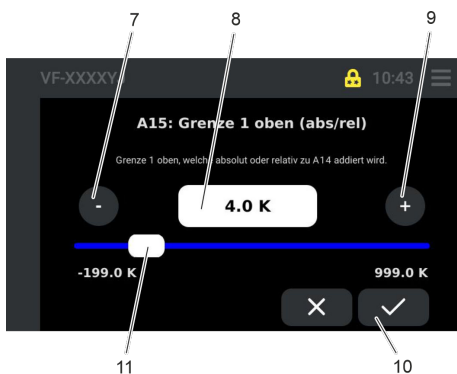 7 8 9
VF-XXXXY- 10:43
A15: Grenze 1 oben (abs/rel)
Grenze 1 oben, welche absolut oder relativ zu A14 addiert wird.
- 4.0 K +
-199.0 K 999.0 K
11 10